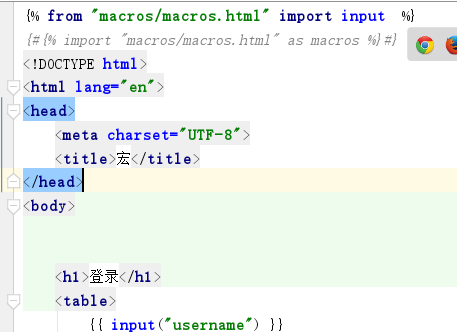 {% from "macros/macros.html" import input  %}
{#{% import "macros/macros.html" as macros %}#}
<!DOCTYPE html>
<html lang="en">
<head>
    <meta charset="UTF-8">
    <title>宏</title>
</head>
<body>
    <h1>登录</h1>
    <table>
        {{ input("username") }}